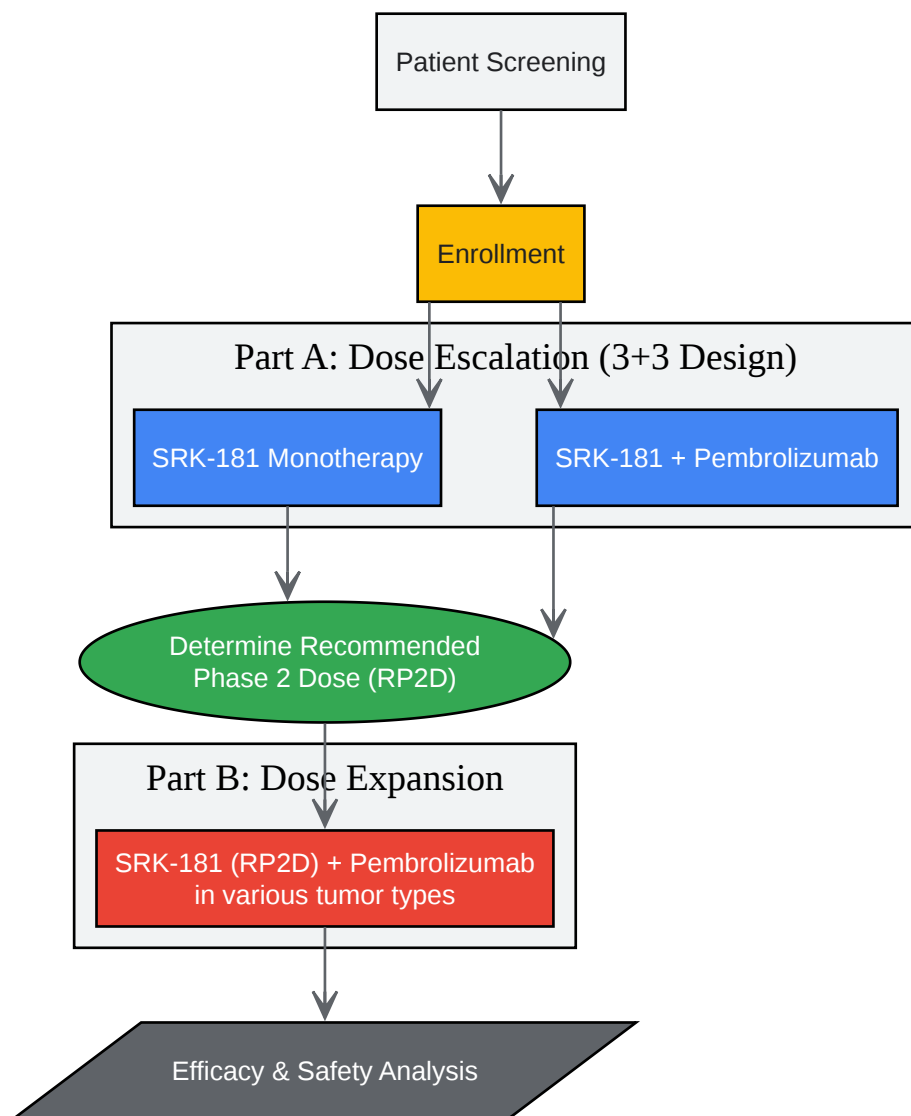 Patient Screening
Enrollment
Part A: Dose Escalation (3+3 Design)
SRK-181 Monotherapy
SRK-181 + Pembrolizumab
Determine Recommended
Phase 2 Dose (RP2D)
Part B: Dose Expansion
SRK-181 (RP2D) + Pembrolizumab
in various tumor types
Efficacy & Safety Analysis